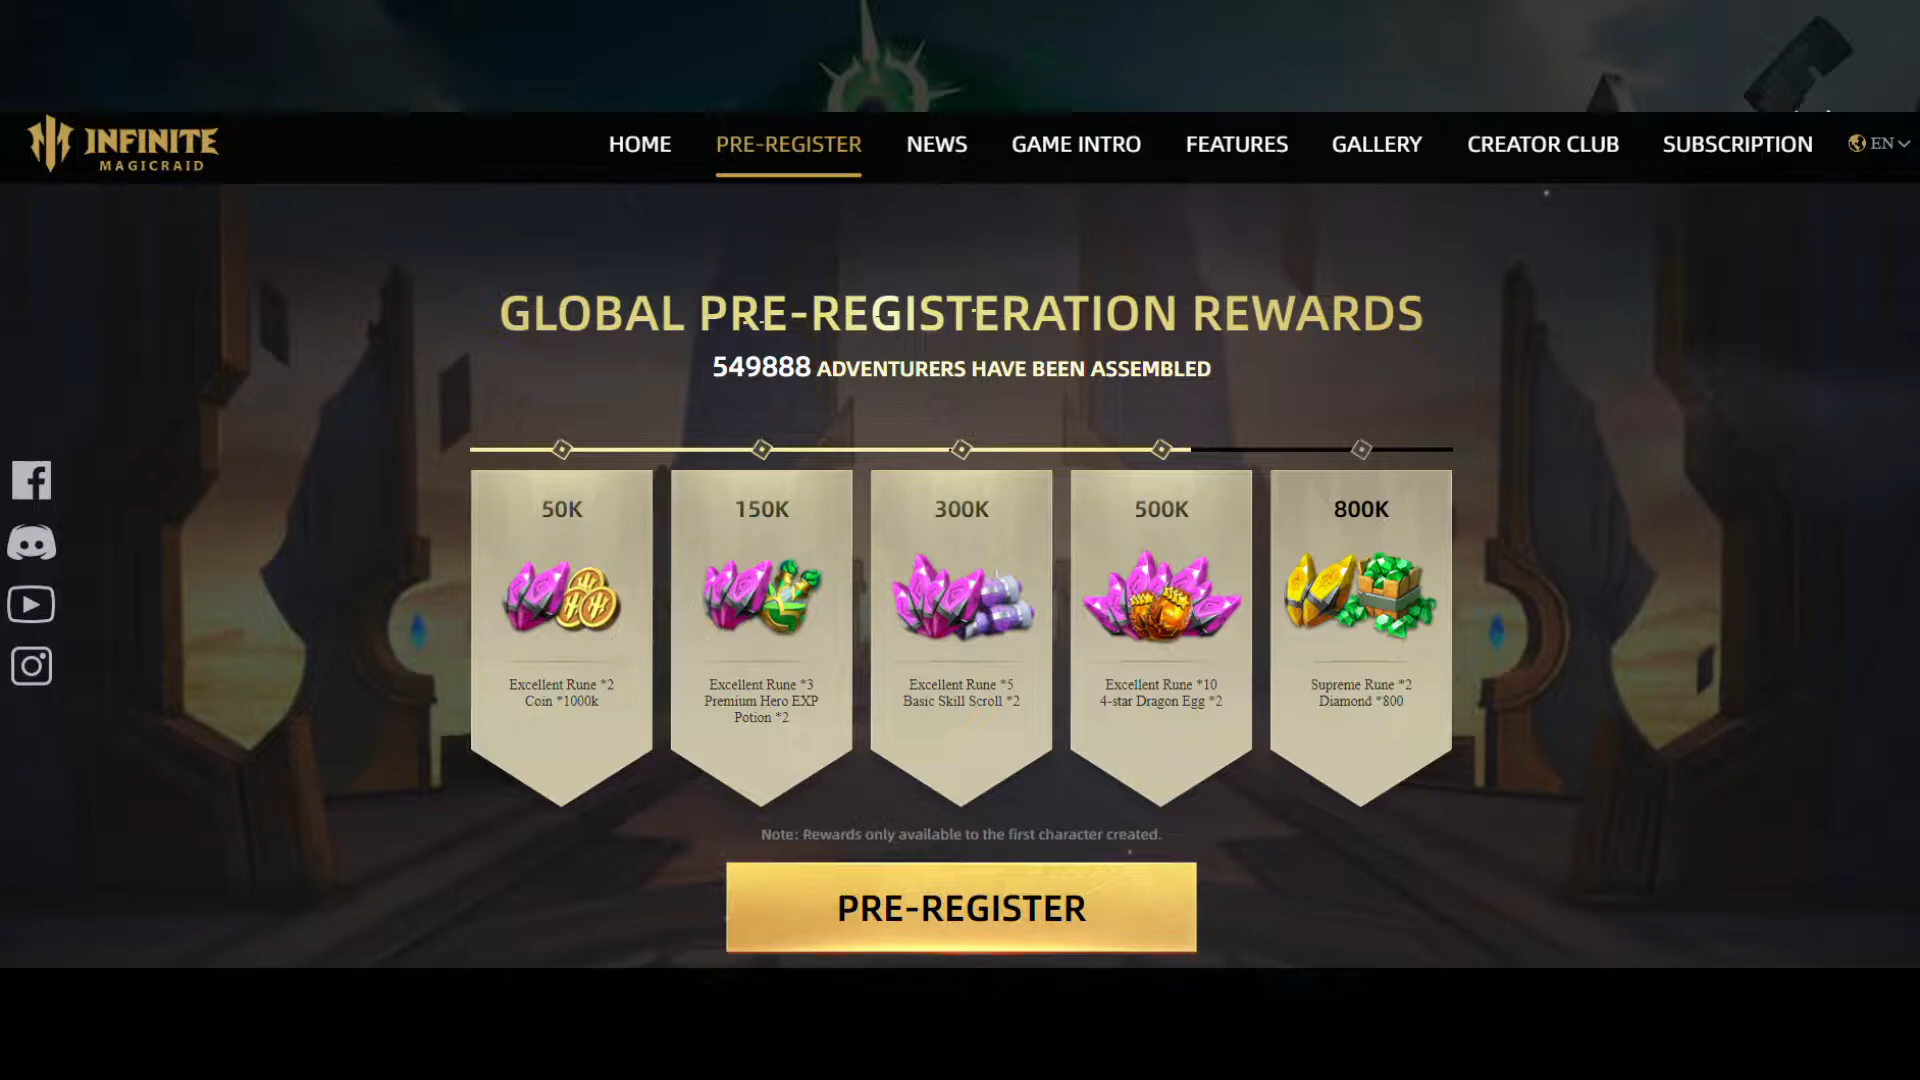 INFINITE
MAGICRAID
HOME PRE-REGISTER NEWS GAME INTRO FEATURES GALLERY CREATOR CLUB SUBSCRIPTION EN
GLOBAL PRE-REGISTERATION REWARDS
549888 ADVENTURERS HAVE BEEN ASSEMBLED
50K
Excellent Rune *2
Coin *1000k
150K
Excellent Rune *3
Premium Hero EXP
Potion *2
300K
Excellent Rune *5
Basic Skill Scroll *2
500K
Excellent Rune *10
4-star Dragon Egg *2
800K
Supreme Rune *2
Diamond *800
Note: Rewards only available to the first character created.
PRE-REGISTER